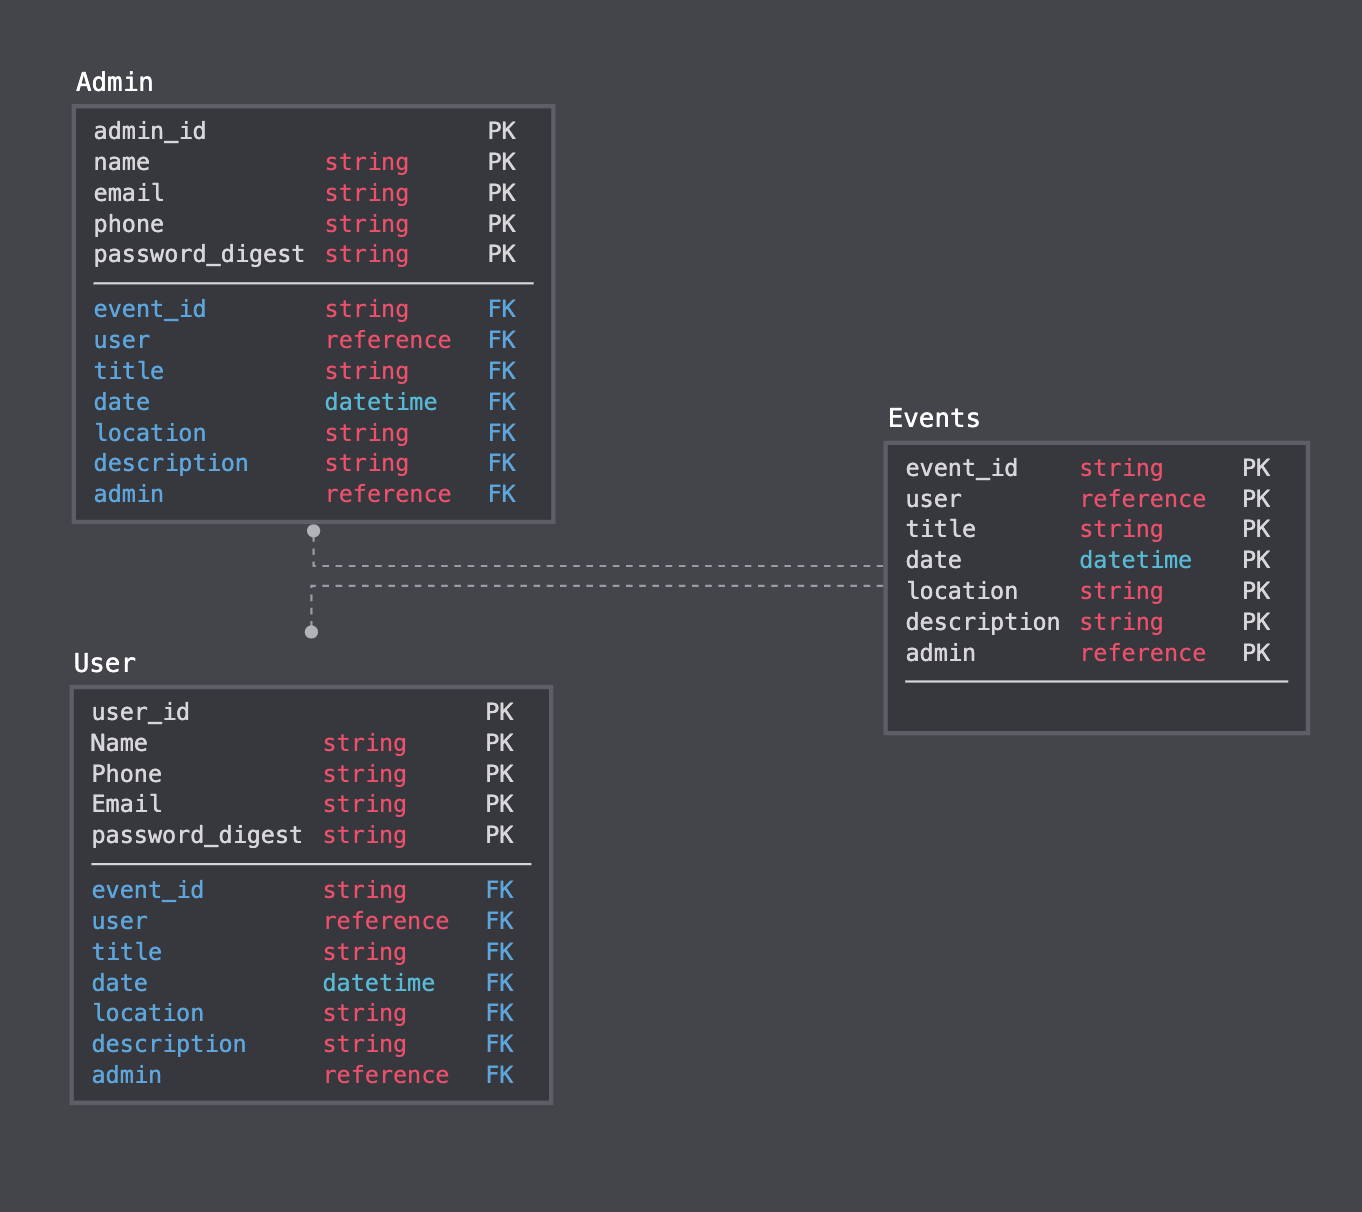 Admin
admin_id PK
name string PK
email string PK
phone string PK
password_digest string PK
event_id string FK
user reference FK
title string FK
date datetime FK
location string FK
description string FK
admin reference FK
Events
event_id string PK
user reference PK
title string PK
date datetime PK
location string PK
description string PK
admin reference PK
User
user_id PK
Name string PK
Phone string PK
Email string PK
password_digest string PK
event_id string FK
user reference FK
title string FK
date datetime FK
location string FK
description string FK
admin reference FK